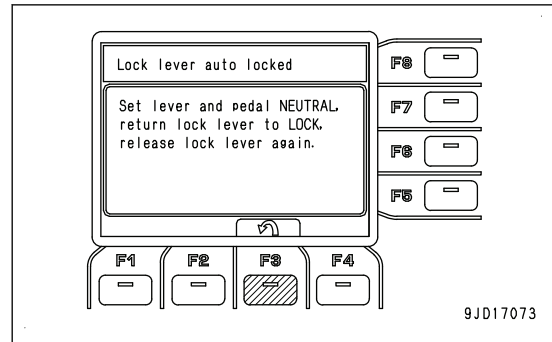 Lock lever auto locked
Set lever and pedal NEUTRAL,
return lock lever to LOCK,
release lock lever again.
F8
F7
F6
F5
F1 F2 F3 F4
9JD17073